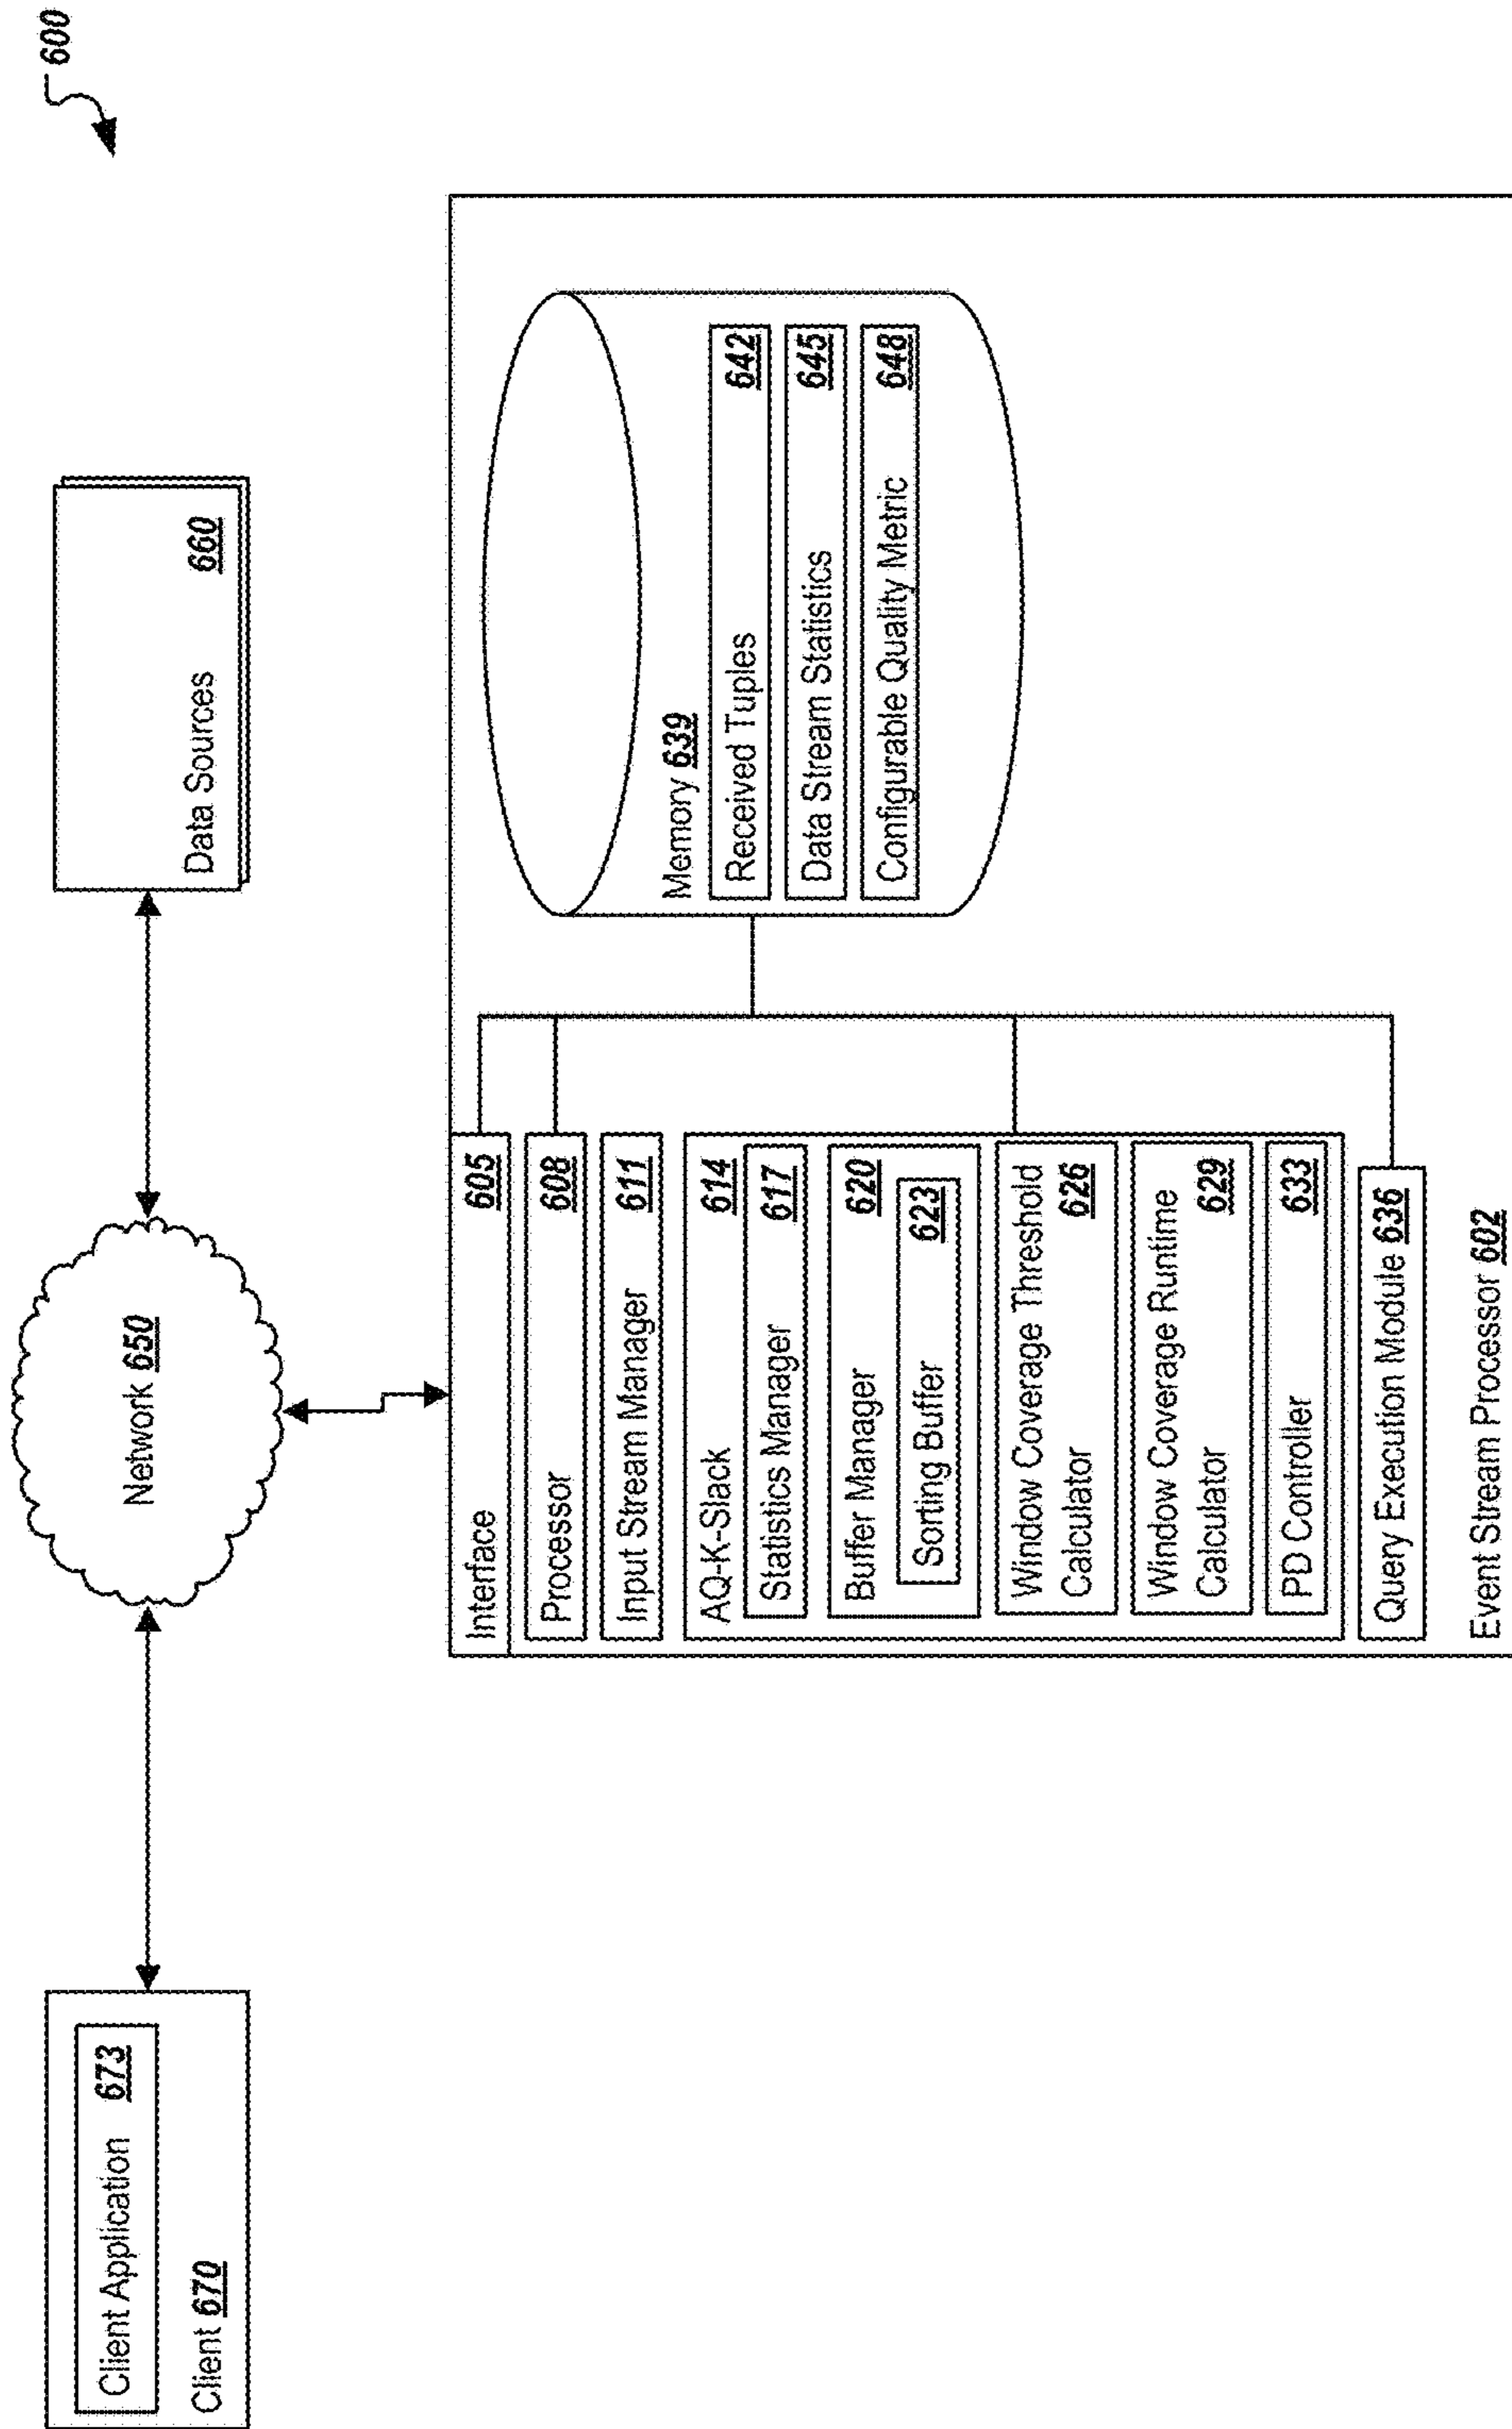 600
Client Application 673
Client 670
Network 650
Data Sources 660
Interface 605
Processor 608
Input Stream Manager 611
AQ-K-Slack 614
Statistics Manager 617
Buffer Manager 620
Sorting Buffer 623
Window Coverage Threshold
Calculator 626
Window Coverage Runtime
Calculator 629
PD Controller 633
Query Execution Module 636
Event Stream Processor 602
Memory 639
Received Tuples 642
Data Stream Statistics 645
Configurable Quality Metric 648